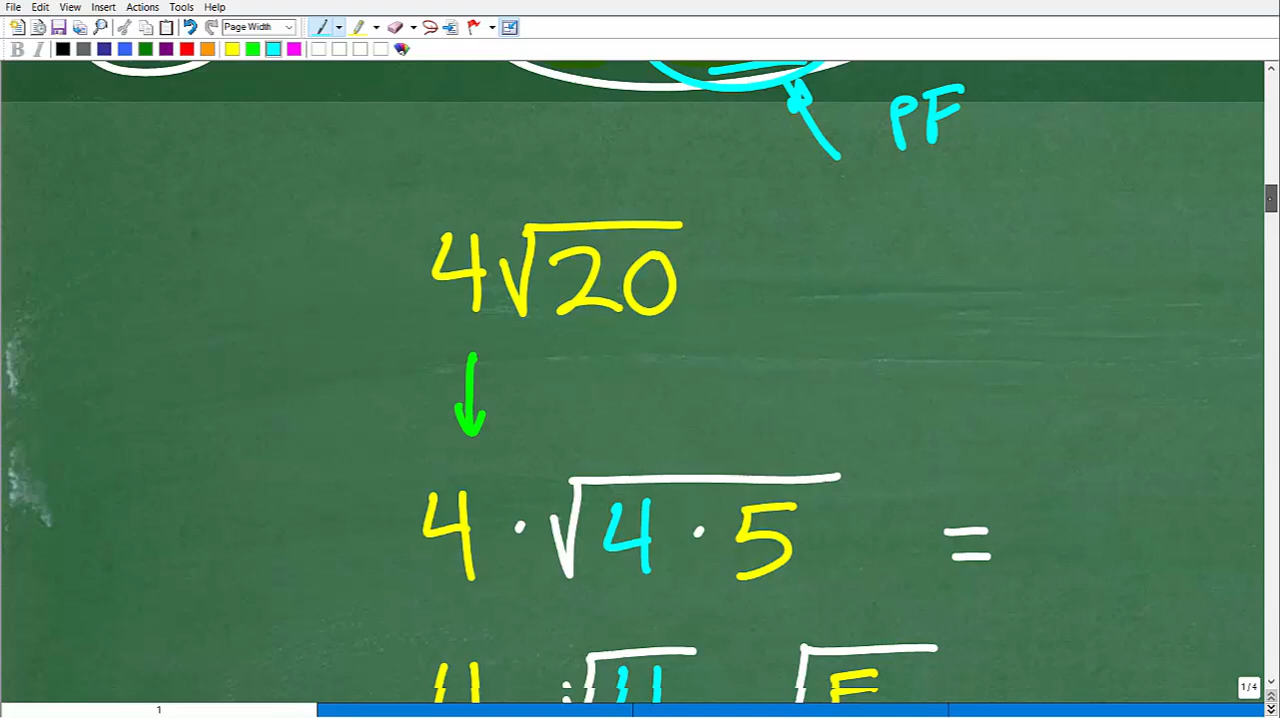 File Edit View Insert Actions Tools Help
Page Width
B I
PF
4√20
4 · √4 · 5 =
1/4
1